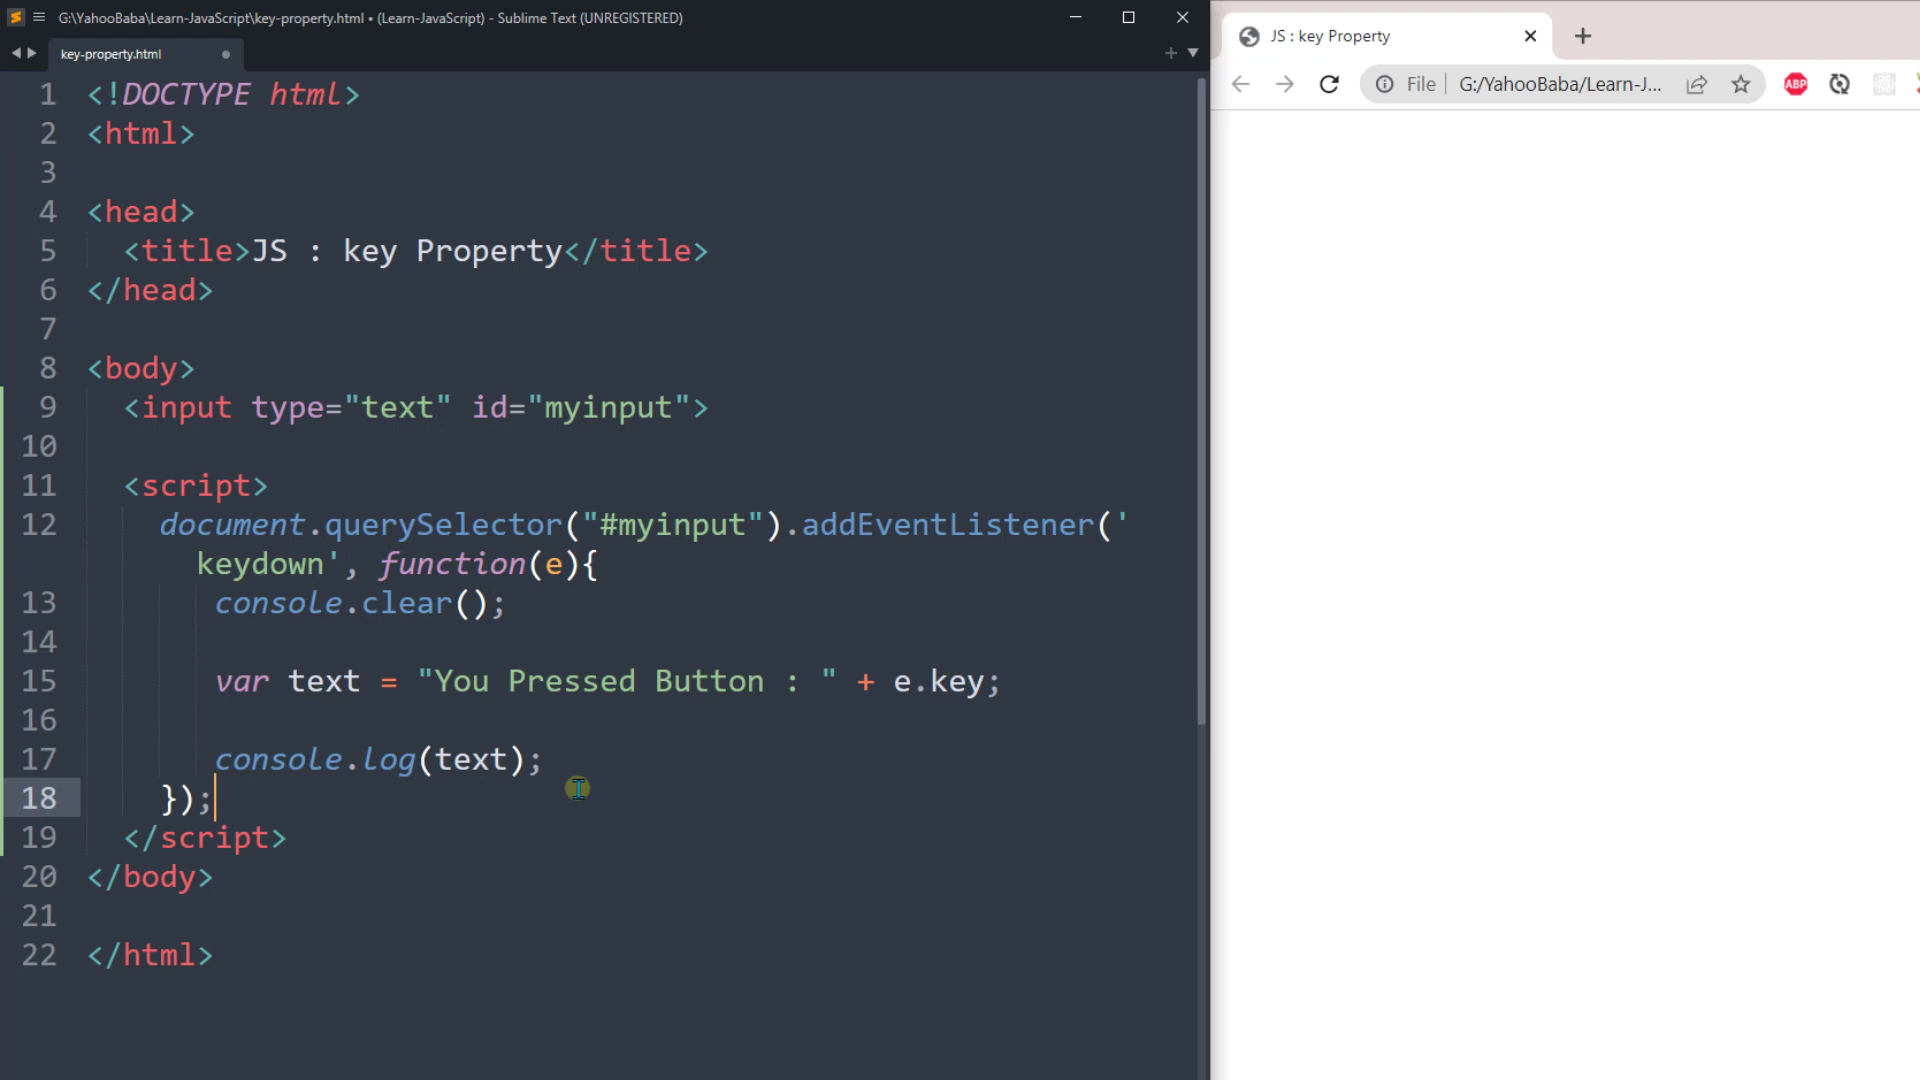 G:\YahooBaba\Learn-JavaScript\key-property.html • (Learn-JavaScript) - Sublime Text (UNREGISTERED)
key-property.html
1 <!DOCTYPE html>
2 <html>
3
4 <head>
5 <title>JS : key Property</title>
6 </head>
7
8 <body>
9 <input type="text" id="myinput">
10
11 <script>
12 document.querySelector("#myinput").addEventListener('
keydown', function(e){
13 console.clear();
14
15 var text = "You Pressed Button : " + e.key;
16
17 console.log(text);
18 });
19 </script>
20 </body>
21
22 </html>
JS : key Property
File G:/YahooBaba/Learn-J...
ABP